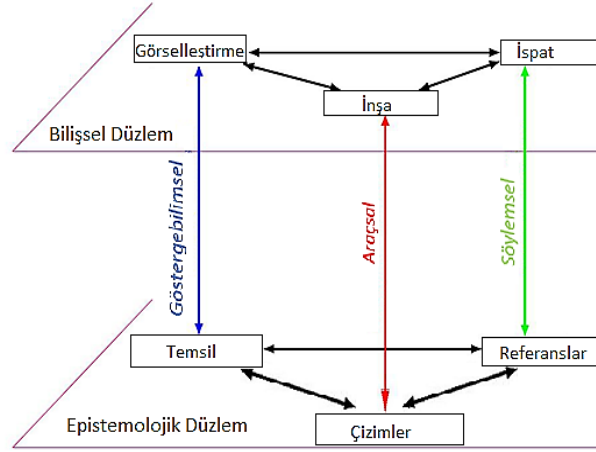 Görselleştirme
İspat
İnşa
Bilişsel Düzlem
Göstergebilimsel
Araçsal
Söylemsel
Temsil
Referanslar
Çizimler
Epistemolojik Düzlem